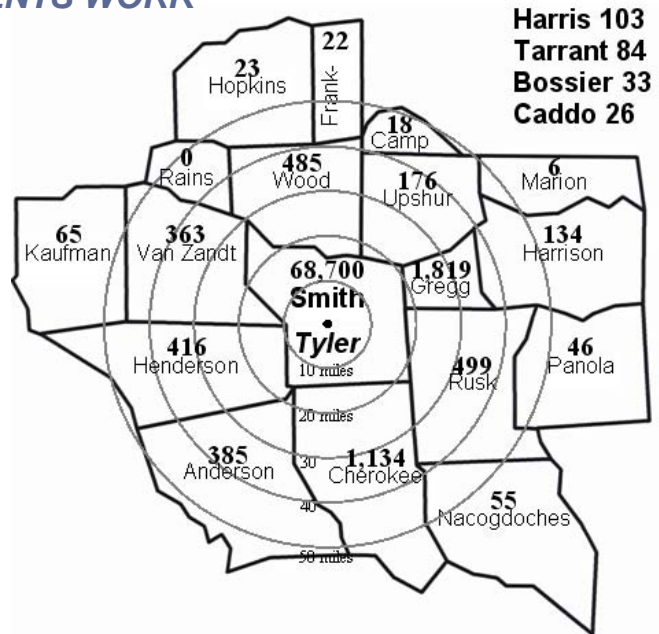 ENTS WORK
Harris 103
Tarrant 84
Bossier 33
Caddo 26
22
Frank-
23
Hopkins
18
Camp
0
Rains
485
Wood
176
Upshur
6
Marion
65
Kaufman
363
Van Zandt
68,700
Smith
Tyler
1,819
Gregg
134
Harrison
416
Henderson
10 miles
499
Rusk
46
Panola
20 miles
385
Anderson
30
1,134
Cherokee
40
55
Nacogdoches
50 miles